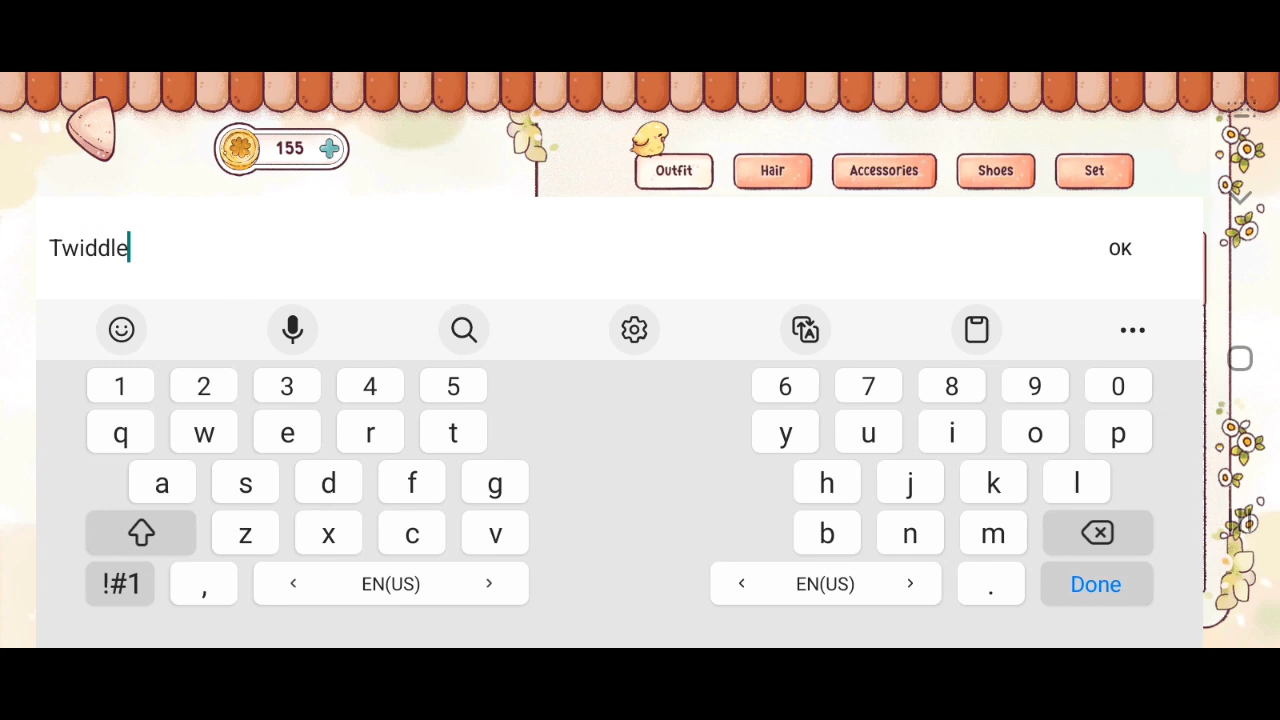 155
Outfit Hair Accessories Shoes Set
Twiddle OK
1 2 3 4 5 6 7 8 9 0
q w e r t y u i o p
a s d f g h j k l
z x c v b n m
!#1 , < EN(US) > < EN(US) > . Done